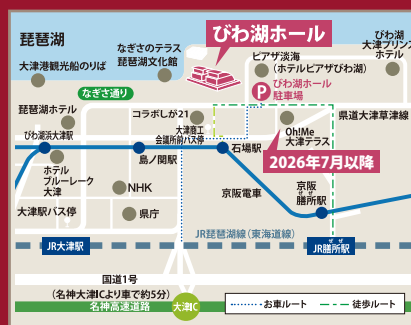 琵琶湖
びわ湖ホール
びわ湖
大津プリンス
ホテル
なぎさのテラス
琵琶湖文化館
ピアザ淡海
(ホテルピアザびわ湖)
大津港観光船のりば
なぎさ通り
P
びわ湖ホール
駐車場
琵琶湖ホテル
コラボしが21
県道大津草津線
大津商工
会議所前バス停
Oh!Me
大津テラス
びわ湖浜大津駅
島ノ関駅
石場駅
2026年7月以降
ホテル
ブルーレーク
大津
NHK
京阪電車
京阪
膳所駅
ぜぜ
大津駅バス停
県庁
JR琵琶湖線(東海道線)
JR大津駅
JR膳所駅
ぜぜ
国道1号
(名神大津ICより車で約5分)
名神高速道路
大津IC
お車ルート
徒歩ルート